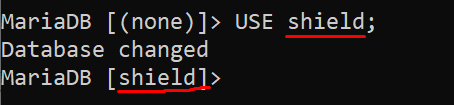 MariaDB [(none)]> USE shield;
Database changed
MariaDB [shield]>